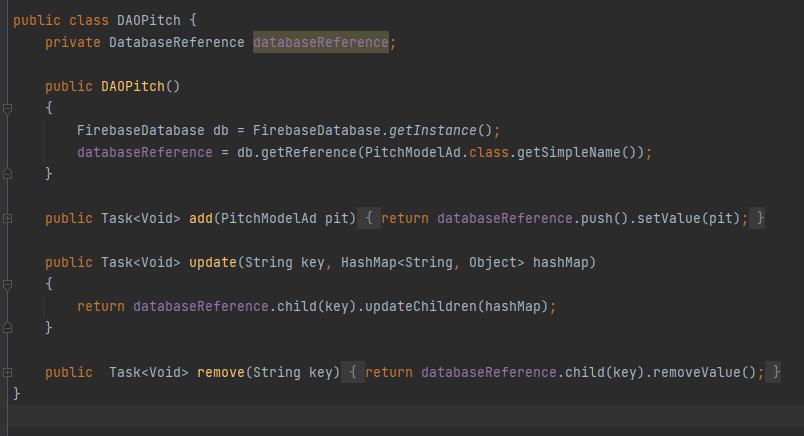 public class DAOPitch {
    private DatabaseReference databaseReference;

    public DAOPitch()
    {
        FirebaseDatabase db = FirebaseDatabase.getInstance();
        databaseReference = db.getReference(PitchModelAd.class.getSimpleName());
    }

    public Task<Void> add(PitchModelAd pit) { return databaseReference.push().setValue(pit); }

    public Task<Void> update(String key, HashMap<String, Object> hashMap)
    {
        return databaseReference.child(key).updateChildren(hashMap);
    }

    public  Task<Void> remove(String key) { return databaseReference.child(key).removeValue(); }
}